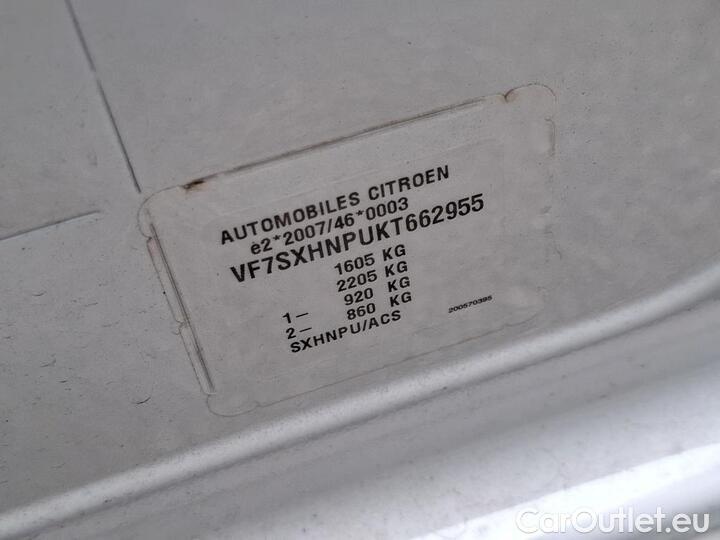 AUTOMOBILES CITROEN
e2*2007/46*0003
VF7SXHNPUKT662955
1605 KG
2205 KG
1- 920 KG
2- 860 KG
SXHNPU/ACS
200570395
CarOutlet.eu